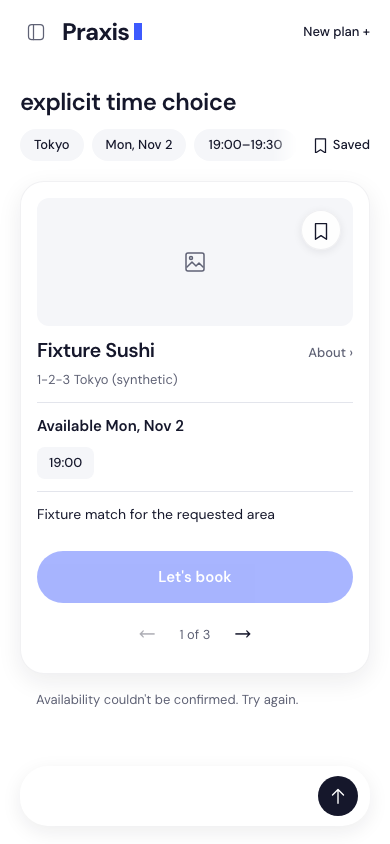 Praxis
New plan +
explicit time choice
Tokyo
Mon, Nov 2
19:00–19:30
Saved
Fixture Sushi
About ›
1-2-3 Tokyo (synthetic)
Available Mon, Nov 2
19:00
Fixture match for the requested area
Let's book
← 1 of 3 →
Availability couldn't be confirmed. Try again.